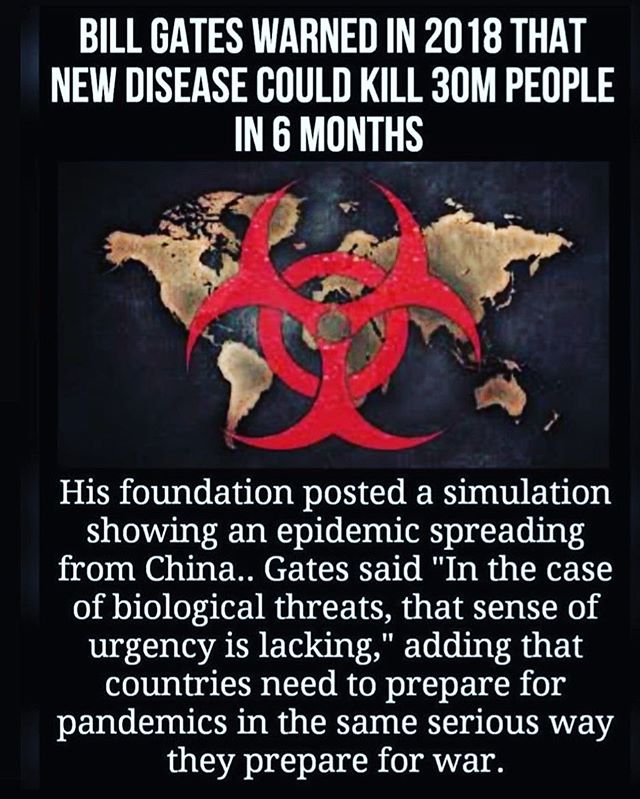 BILL GATES WARNED IN 2018 THAT
NEW DISEASE COULD KILL 30M PEOPLE
IN 6 MONTHS
His foundation posted a simulation
showing an epidemic spreading
from China.. Gates said "In the case
of biological threats, that sense of
urgency is lacking," adding that
countries need to prepare for
pandemics in the same serious way
they prepare for war.